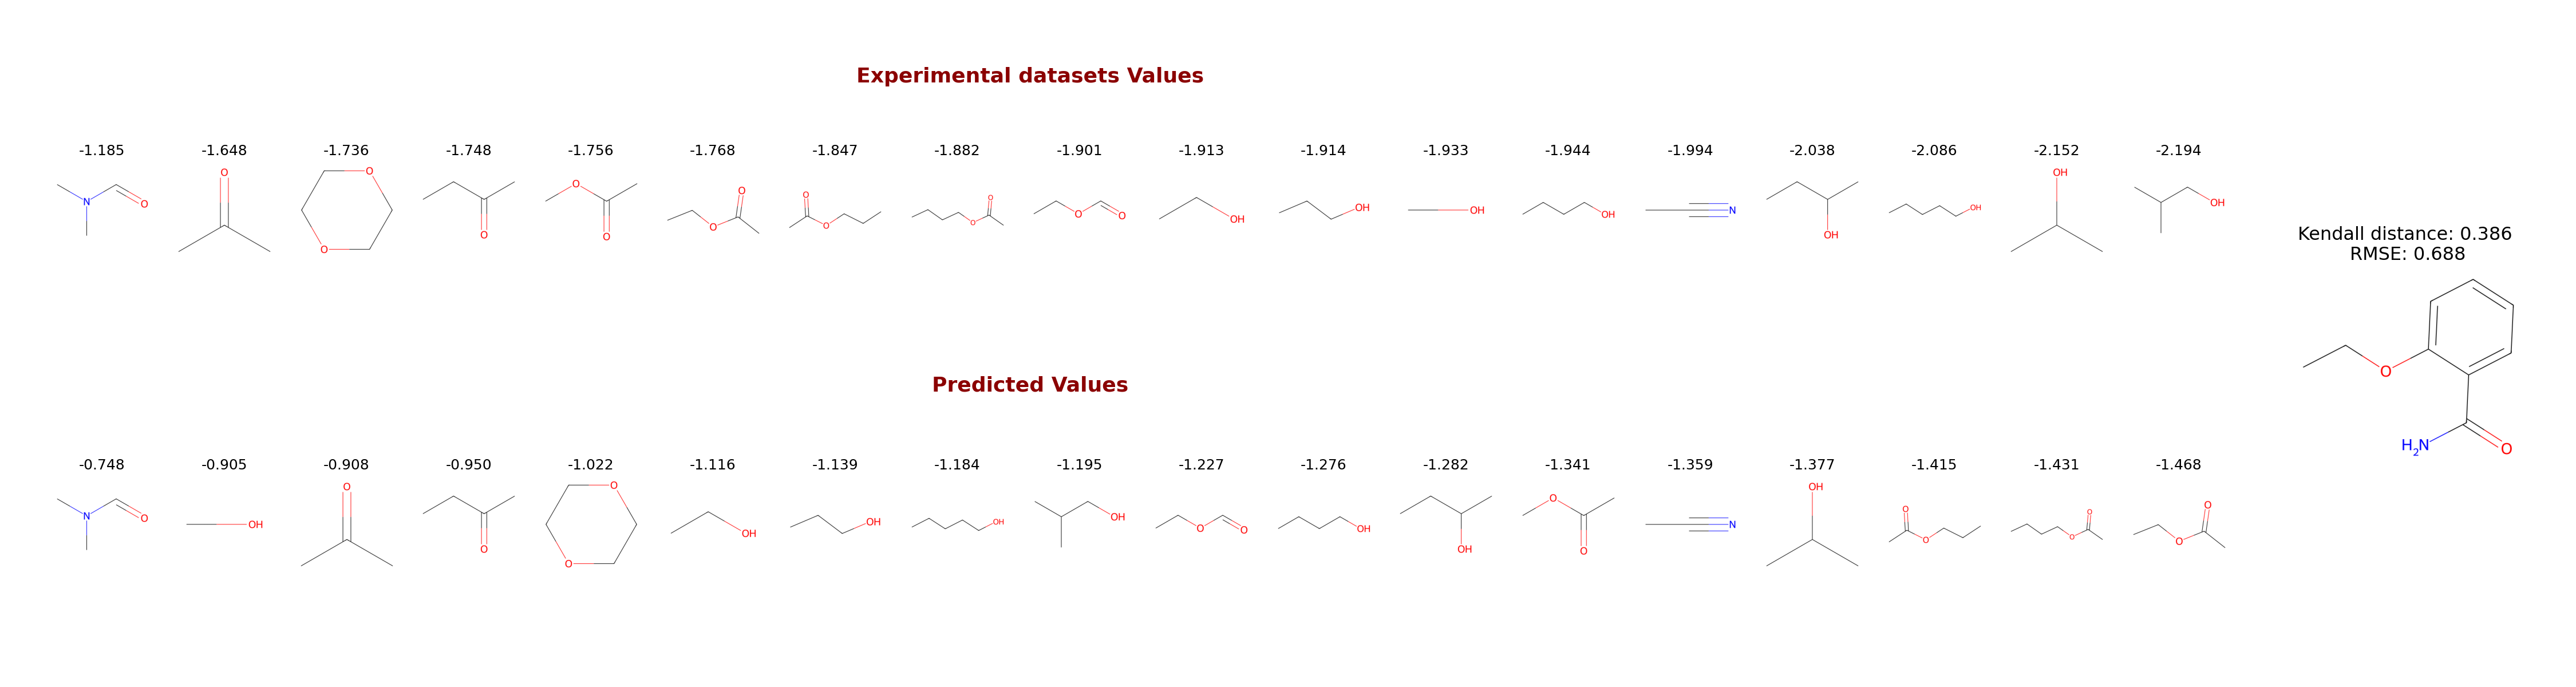 Experimental datasets Values
-1.185 -1.648 -1.736 -1.748 -1.756 -1.768 -1.847 -1.882 -1.901 -1.913 -1.914 -1.933 -1.944 -1.994 -2.038 -2.086 -2.152 -2.194
N O O O O O O O O O O O O O O OH OH OH OH N OH OH OH OH
Kendall distance: 0.386
RMSE: 0.688
O
H2N O
Predicted Values
-0.748 -0.905 -0.908 -0.950 -1.022 -1.116 -1.139 -1.184 -1.195 -1.227 -1.276 -1.282 -1.341 -1.359 -1.377 -1.415 -1.431 -1.468
N O OH O O O O OH OH OH OH O O OH OH O O N OH O O O O O O